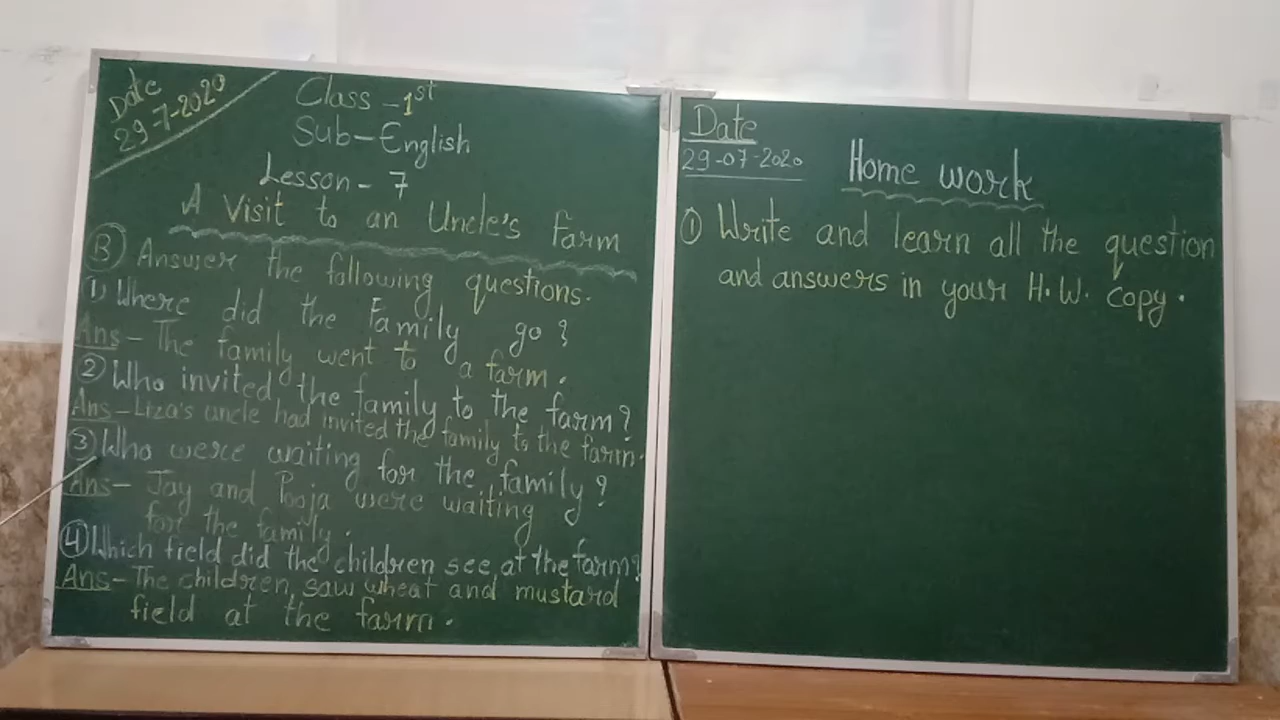 Date
29-7-2020
Class - 1st
Sub - English
Lesson - 7
A Visit to an Uncle's farm
B) Answer the following questions.
1) Where did the Family go?
Ans - The family went to a farm.
2) Who invited the family to the farm?
Ans - Liza's uncle had invited the family to the farm.
3) Who were waiting for the family?
Ans - Jay and Pooja were waiting
for the family.
4) Which field did the children see at the farm?
Ans - The children saw wheat and mustard
field at the farm.
Date
29-07-2020
Home work
1) Write and learn all the question
and answers in your H.W. copy.